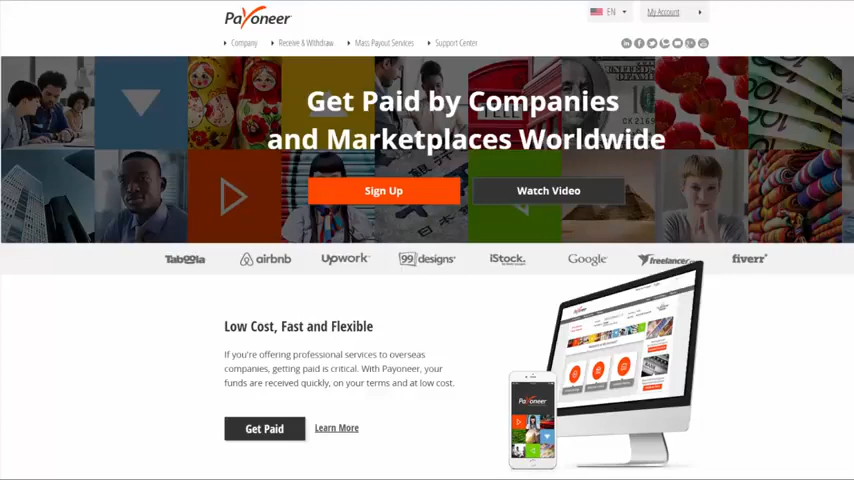 Payoneer
EN
My Account
Company
Receive & Withdraw
Mass Payout Services
Support Center
Get Paid by Companies
and Marketplaces Worldwide
Sign Up
Watch Video
Taboola
airbnb
Upwork
99designs
iStock.
Google
freelancer
fiverr
Low Cost, Fast and Flexible
If you're offering professional services to overseas
companies, getting paid is critical. With Payoneer, your
funds are received quickly, on your terms and at low cost.
Get Paid
Learn More
Payoneer